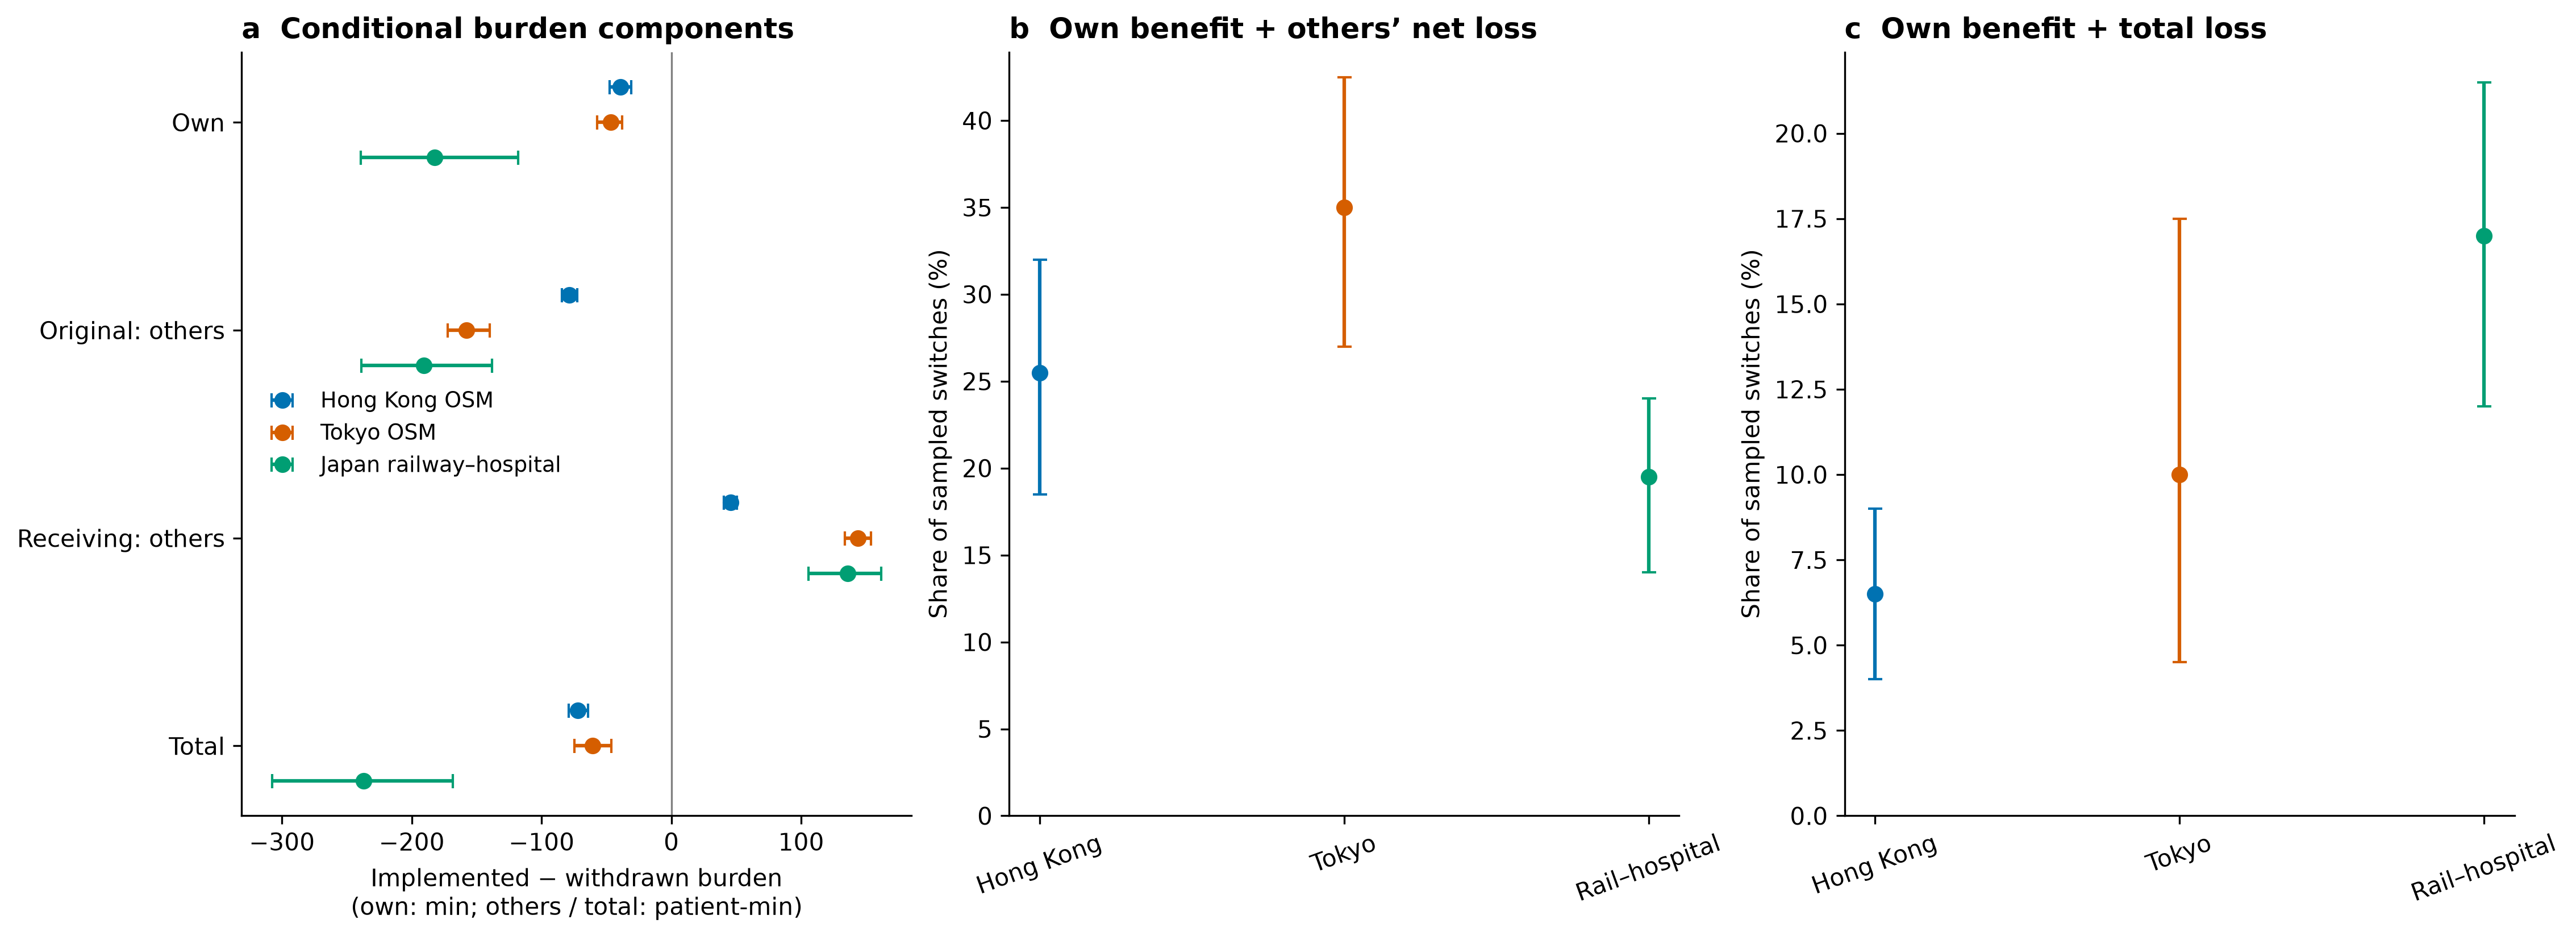 a  Conditional burden components
Own
Original: others
Receiving: others
Total
Hong Kong OSM
Tokyo OSM
Japan railway–hospital
−300
−200
−100
0
100
Implemented − withdrawn burden
(own: min; others / total: patient-min)
b  Own benefit + others’ net loss
Share of sampled switches (%)
40
35
30
25
20
15
10
5
0
Hong Kong
Tokyo
Rail–hospital
c  Own benefit + total loss
Share of sampled switches (%)
20.0
17.5
15.0
12.5
10.0
7.5
5.0
2.5
0.0
Hong Kong
Tokyo
Rail–hospital